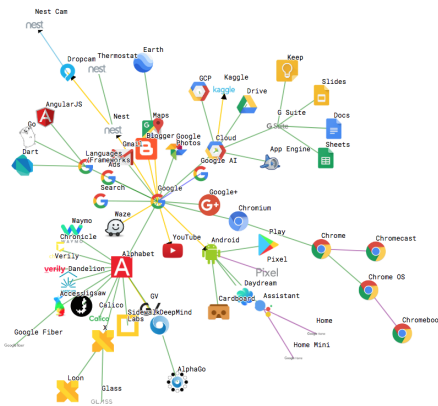 Nest Cam
nest
Dropcam
Thermostat
nest
Earth
GCP
Kaggle
kaggle
Keep
Drive
Slides
AngularJS
Go
Nest
nest
Maps
Blogger
Google
Photos
Cloud
G Suite
G Suite
Docs
Dart
Languages
(Frameworks)
Ads
Google AI
App Engine
Sheets
Search
Google
Google+
Chromium
Waze
Waymo
WAYMO
Chronicle
Verily
verily
Dandelion
Alphabet
YouTube
Android
Play
Pixel
Pixel
Chrome
Chromecast
Chrome OS
Daydream
Cardboard
Assistant
Access
Jigsaw
Calico
Calico
GV
Sidewalk
Labs
DeepMind
Google Fiber
X
Home
Home Mini
AlphaGo
Loon
Glass
GLASS